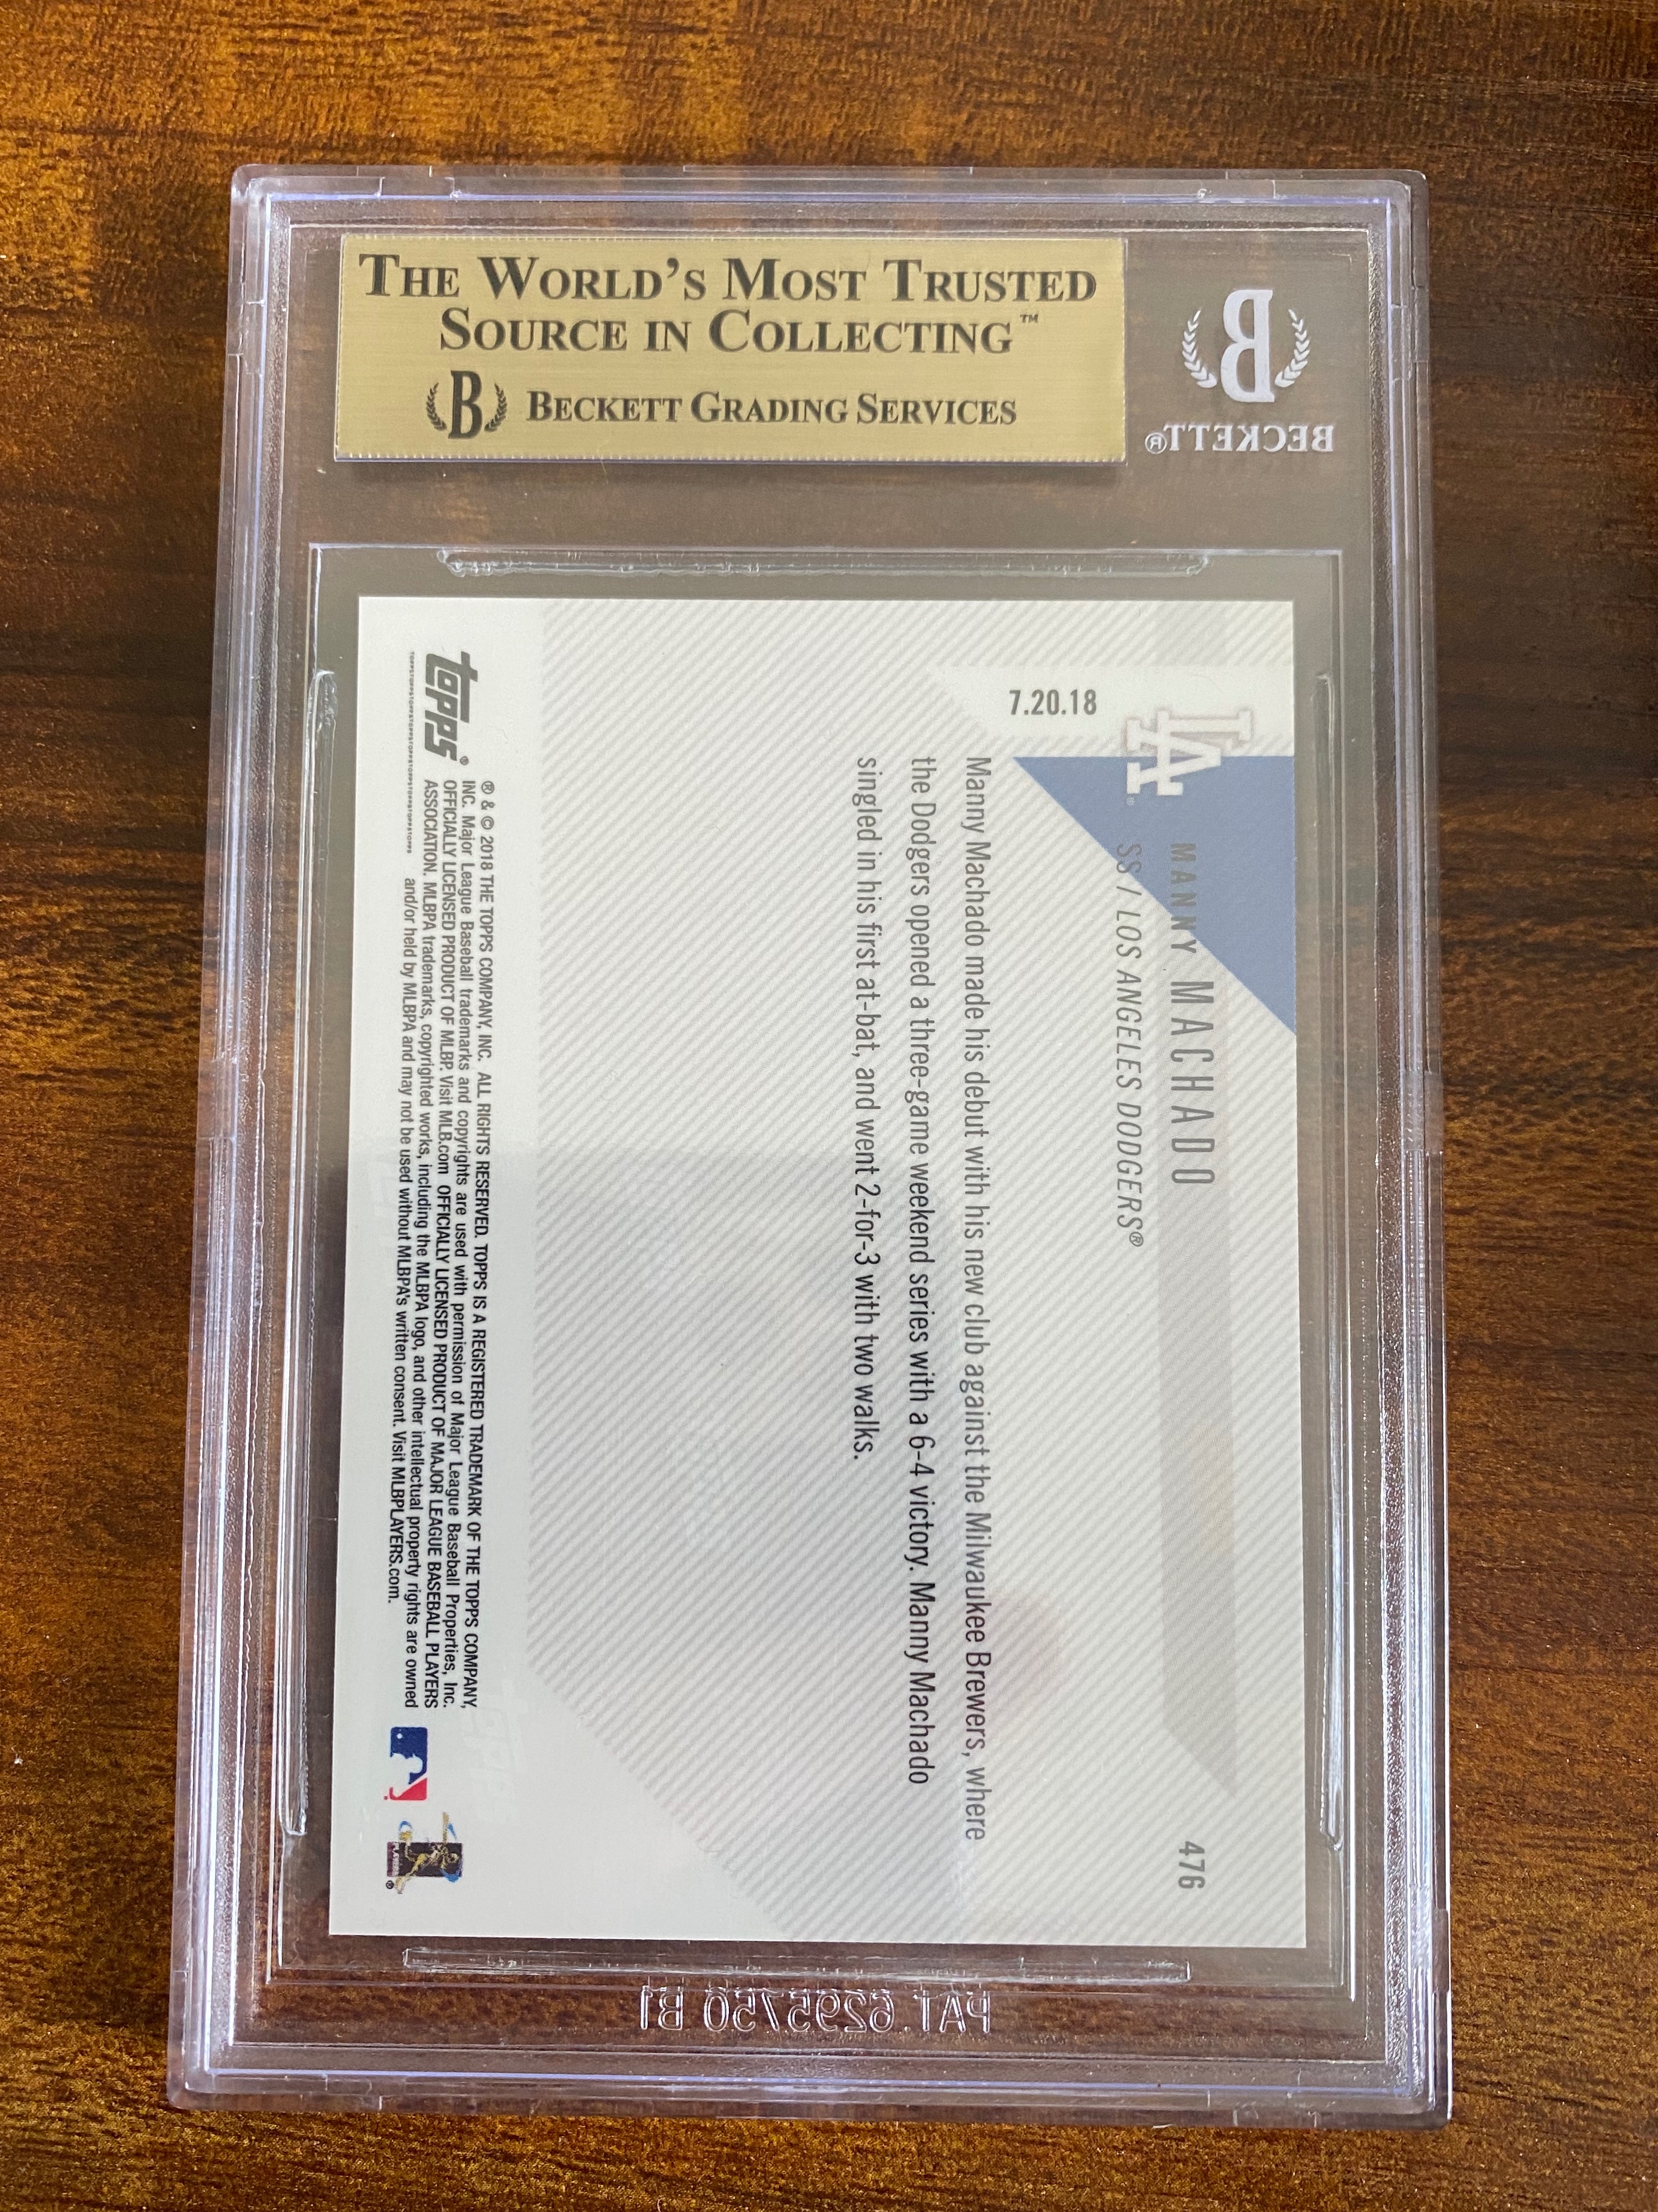 THE WORLD'S MOST TRUSTED
SOURCE IN COLLECTING™
B BECKETT GRADING SERVICES
B
BECKETT®
476
MANNY MACHADO
SS / LOS ANGELES DODGERS®
LA
7.20.18
Manny Machado made his debut with his new club against the Milwaukee Brewers, where
the Dodgers opened a three-game weekend series with a 6-4 victory. Manny Machado
singled in his first at-bat, and went 2-for-3 with two walks.
topps®
® & © 2018 THE TOPPS COMPANY, INC. ALL RIGHTS RESERVED. TOPPS IS A REGISTERED TRADEMARK OF THE TOPPS COMPANY,
INC. Major League Baseball trademarks and copyrights are used with permission of Major League Baseball Properties, Inc.
OFFICIALLY LICENSED PRODUCT OF MLBP. Visit MLB.com OFFICIALLY LICENSED PRODUCT OF MAJOR LEAGUE BASEBALL PLAYERS
ASSOCIATION. MLBPA trademarks, copyrighted works, including the MLBPA logo, and other intellectual property rights are owned
and/or held by MLBPA and may not be used without MLBPA's written consent. Visit MLBPLAYERS.com.
PAT. 6295750 B1